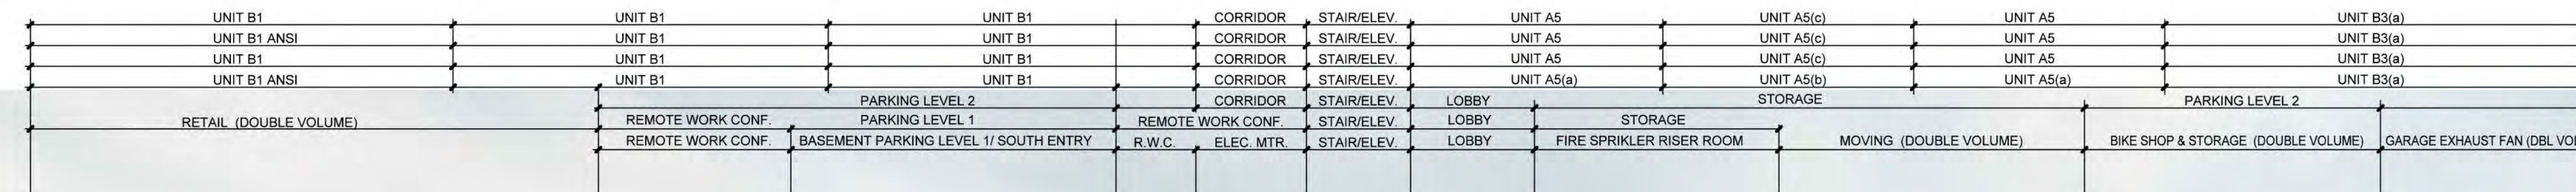 UNIT B1 UNIT B1 UNIT B1 CORRIDOR STAIR/ELEV. UNIT A5 UNIT A5(c) UNIT A5 UNIT B3(a)
UNIT B1 ANSI UNIT B1 UNIT B1 CORRIDOR STAIR/ELEV. UNIT A5 UNIT A5(c) UNIT A5 UNIT B3(a)
UNIT B1 UNIT B1 UNIT B1 CORRIDOR STAIR/ELEV. UNIT A5 UNIT A5(c) UNIT A5 UNIT B3(a)
UNIT B1 ANSI UNIT B1 UNIT B1 CORRIDOR STAIR/ELEV. UNIT A5(a) UNIT A5(b) UNIT A5(a) UNIT B3(a)
PARKING LEVEL 2 CORRIDOR STAIR/ELEV. LOBBY STORAGE PARKING LEVEL 2
RETAIL (DOUBLE VOLUME) REMOTE WORK CONF. PARKING LEVEL 1 REMOTE WORK CONF. STAIR/ELEV. LOBBY STORAGE
REMOTE WORK CONF. BASEMENT PARKING LEVEL 1/ SOUTH ENTRY R.W.C. ELEC. MTR. STAIR/ELEV. LOBBY FIRE SPRIKLER RISER ROOM MOVING (DOUBLE VOLUME) BIKE SHOP & STORAGE (DOUBLE VOLUME) GARAGE EXHAUST FAN (DBL